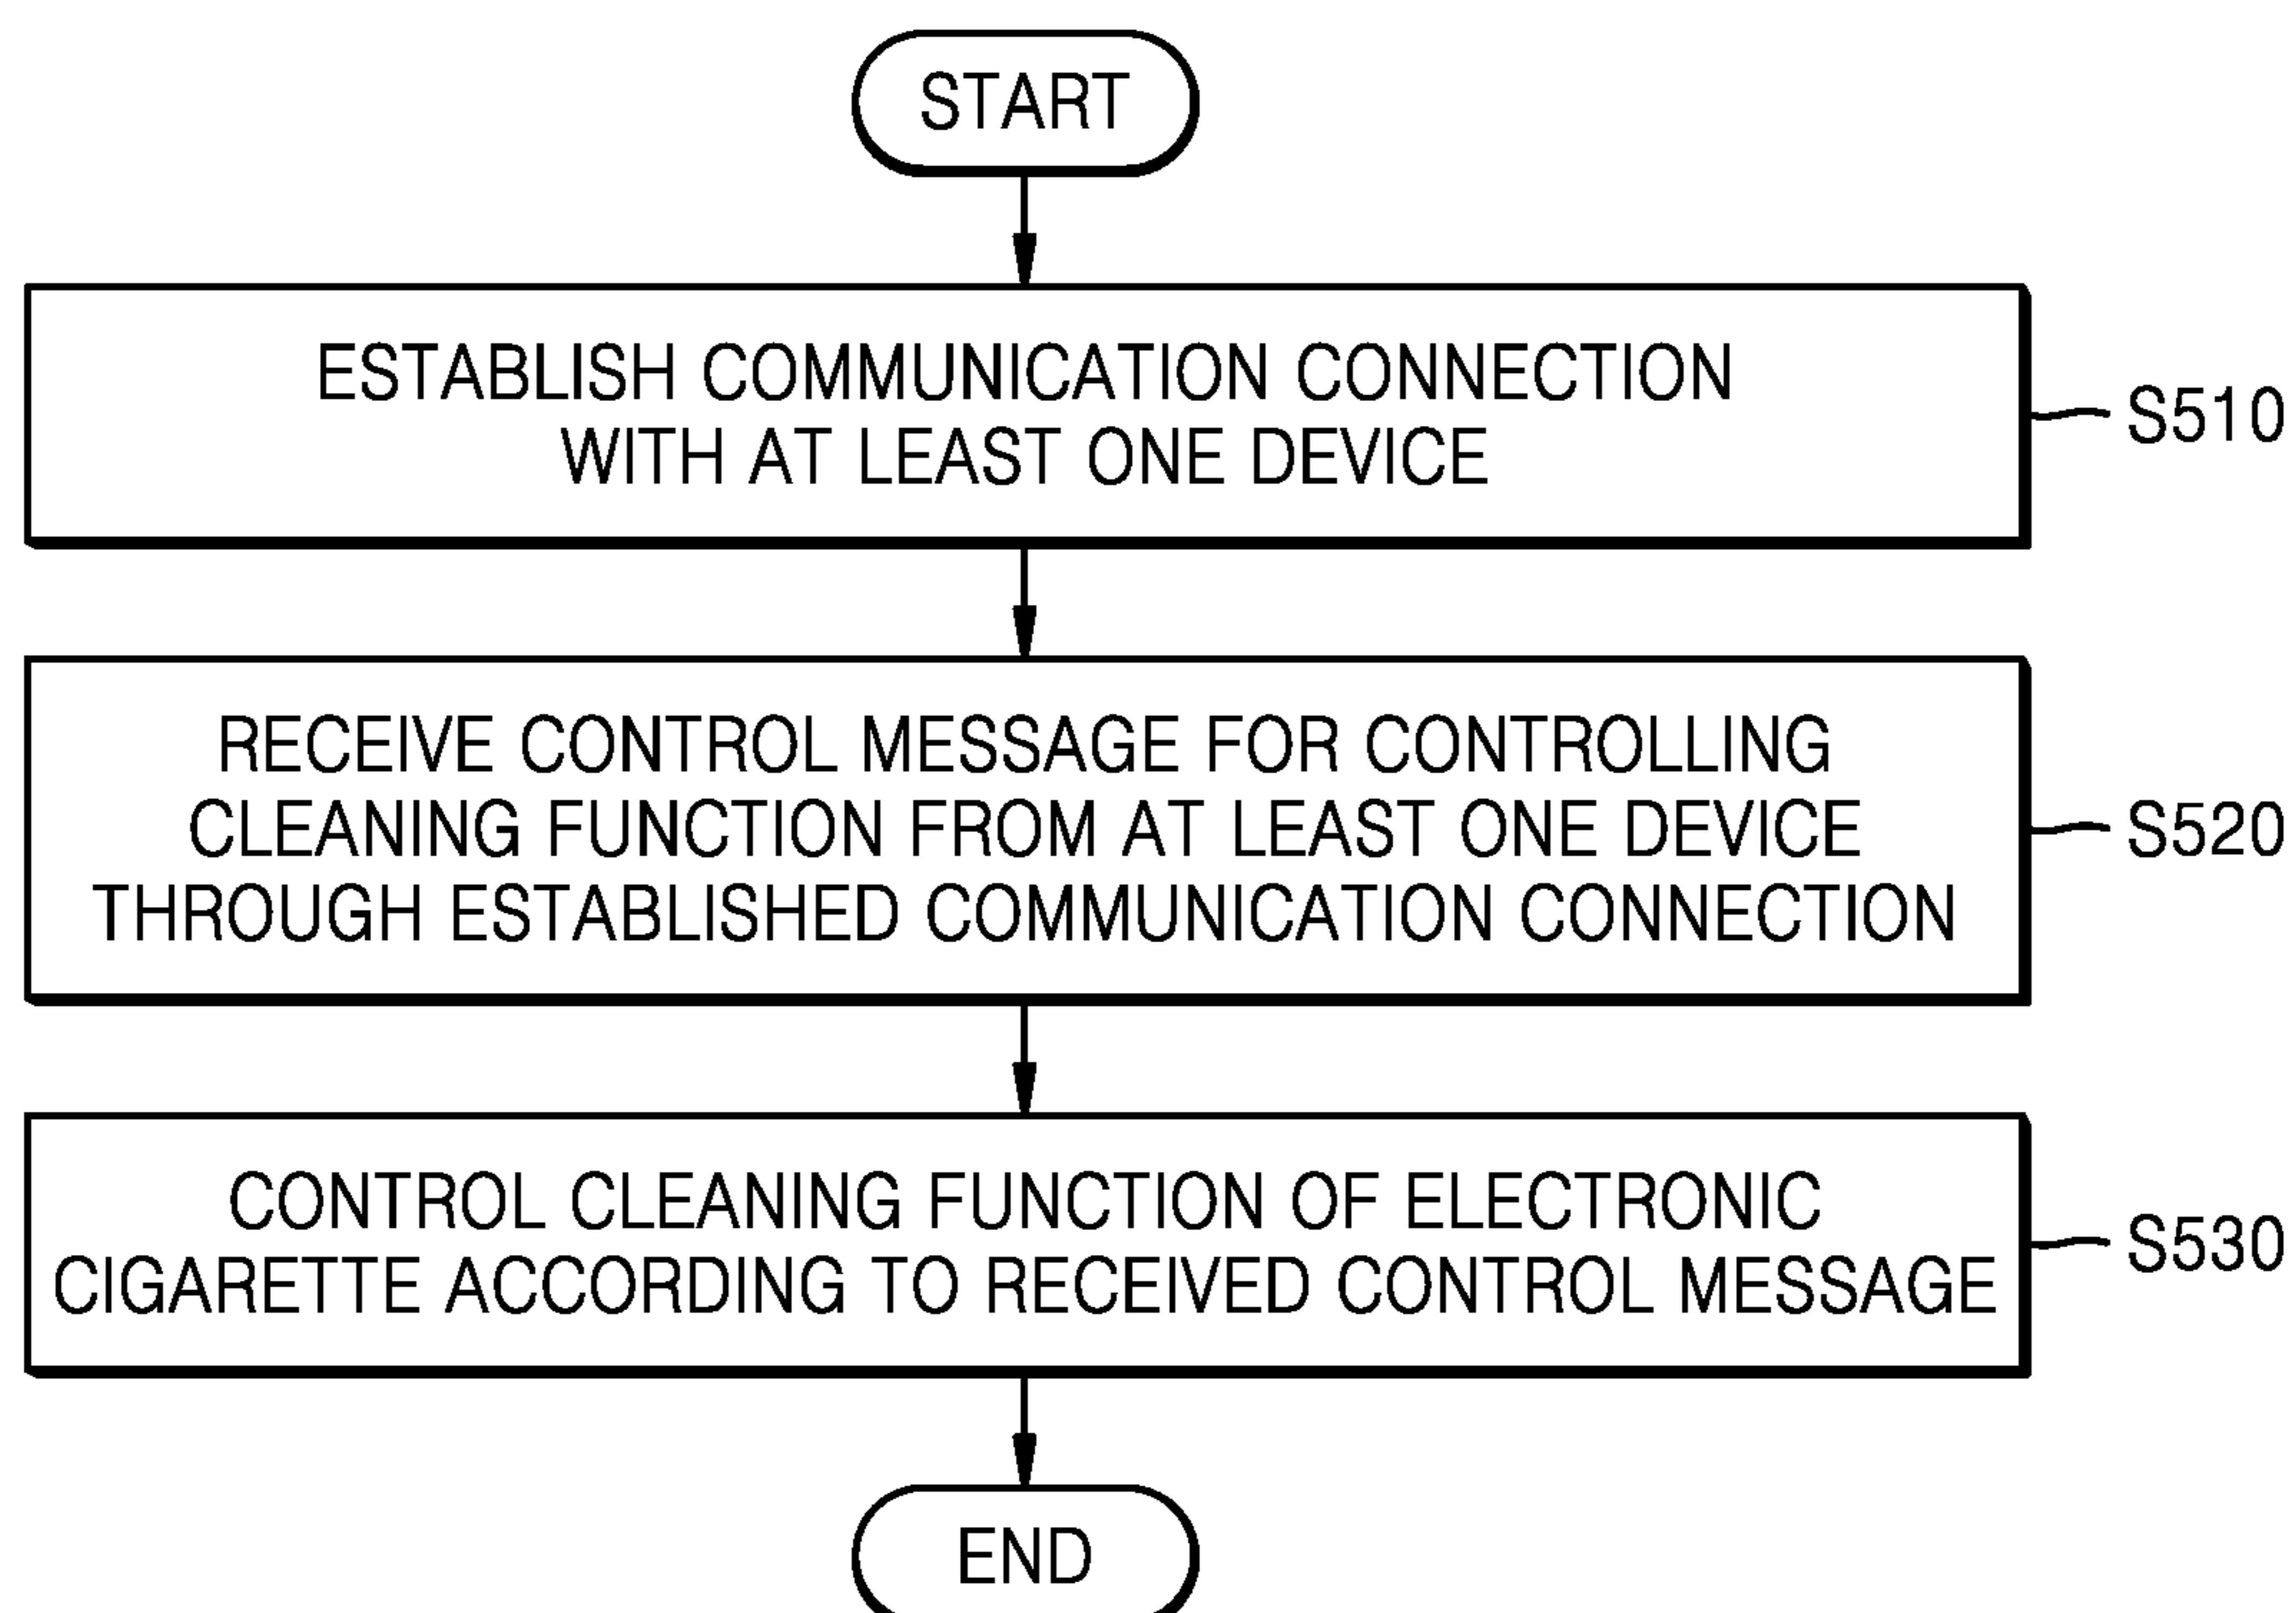 START
ESTABLISH COMMUNICATION CONNECTION
WITH AT LEAST ONE DEVICE
S510
RECEIVE CONTROL MESSAGE FOR CONTROLLING
CLEANING FUNCTION FROM AT LEAST ONE DEVICE
THROUGH ESTABLISHED COMMUNICATION CONNECTION
S520
CONTROL CLEANING FUNCTION OF ELECTRONIC
CIGARETTE ACCORDING TO RECEIVED CONTROL MESSAGE
S530
END